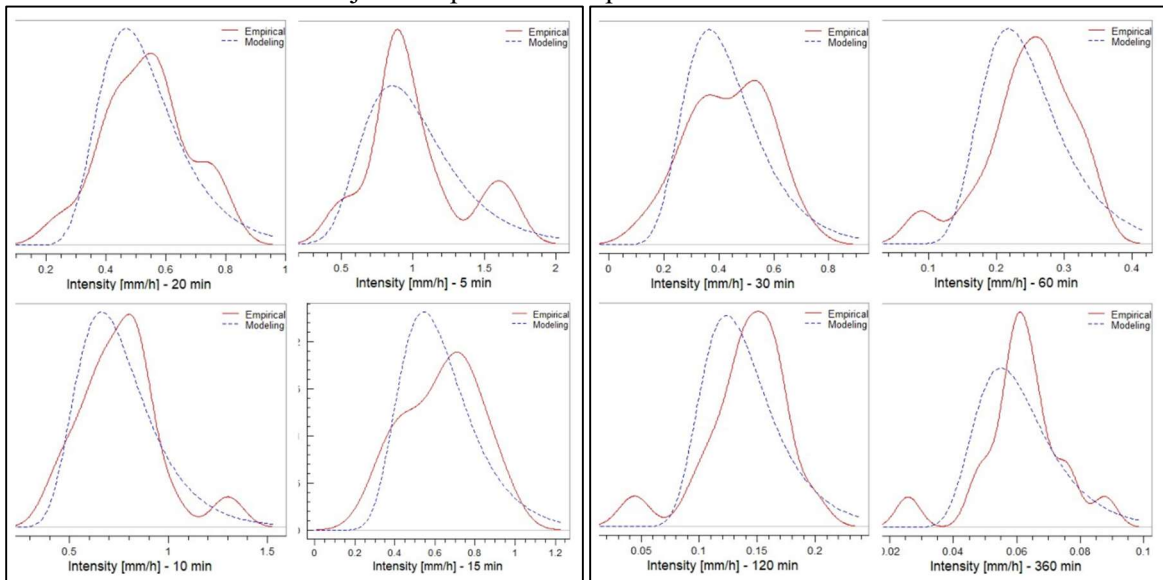 Empirical
Modeling
0.2 0.4 0.6 0.8 1
Intensity [mm/h] - 20 min
Empirical
Modeling
0.5 1 1.5 2
Intensity [mm/h] - 5 min
Empirical
Modeling
0 0.2 0.4 0.6 0.8
Intensity [mm/h] - 30 min
Empirical
Modeling
0.1 0.2 0.3 0.4
Intensity [mm/h] - 60 min
Empirical
Modeling
0.5 1 1.5
Intensity [mm/h] - 10 min
Empirical
Modeling
0 0.2 0.4 0.6 0.8 1 1.2
Intensity [mm/h] - 15 min
Empirical
Modeling
0.05 0.1 0.15 0.2
Intensity [mm/h] - 120 min
Empirical
Modeling
0.02 0.04 0.06 0.08 0.1
Intensity [mm/h] - 360 min